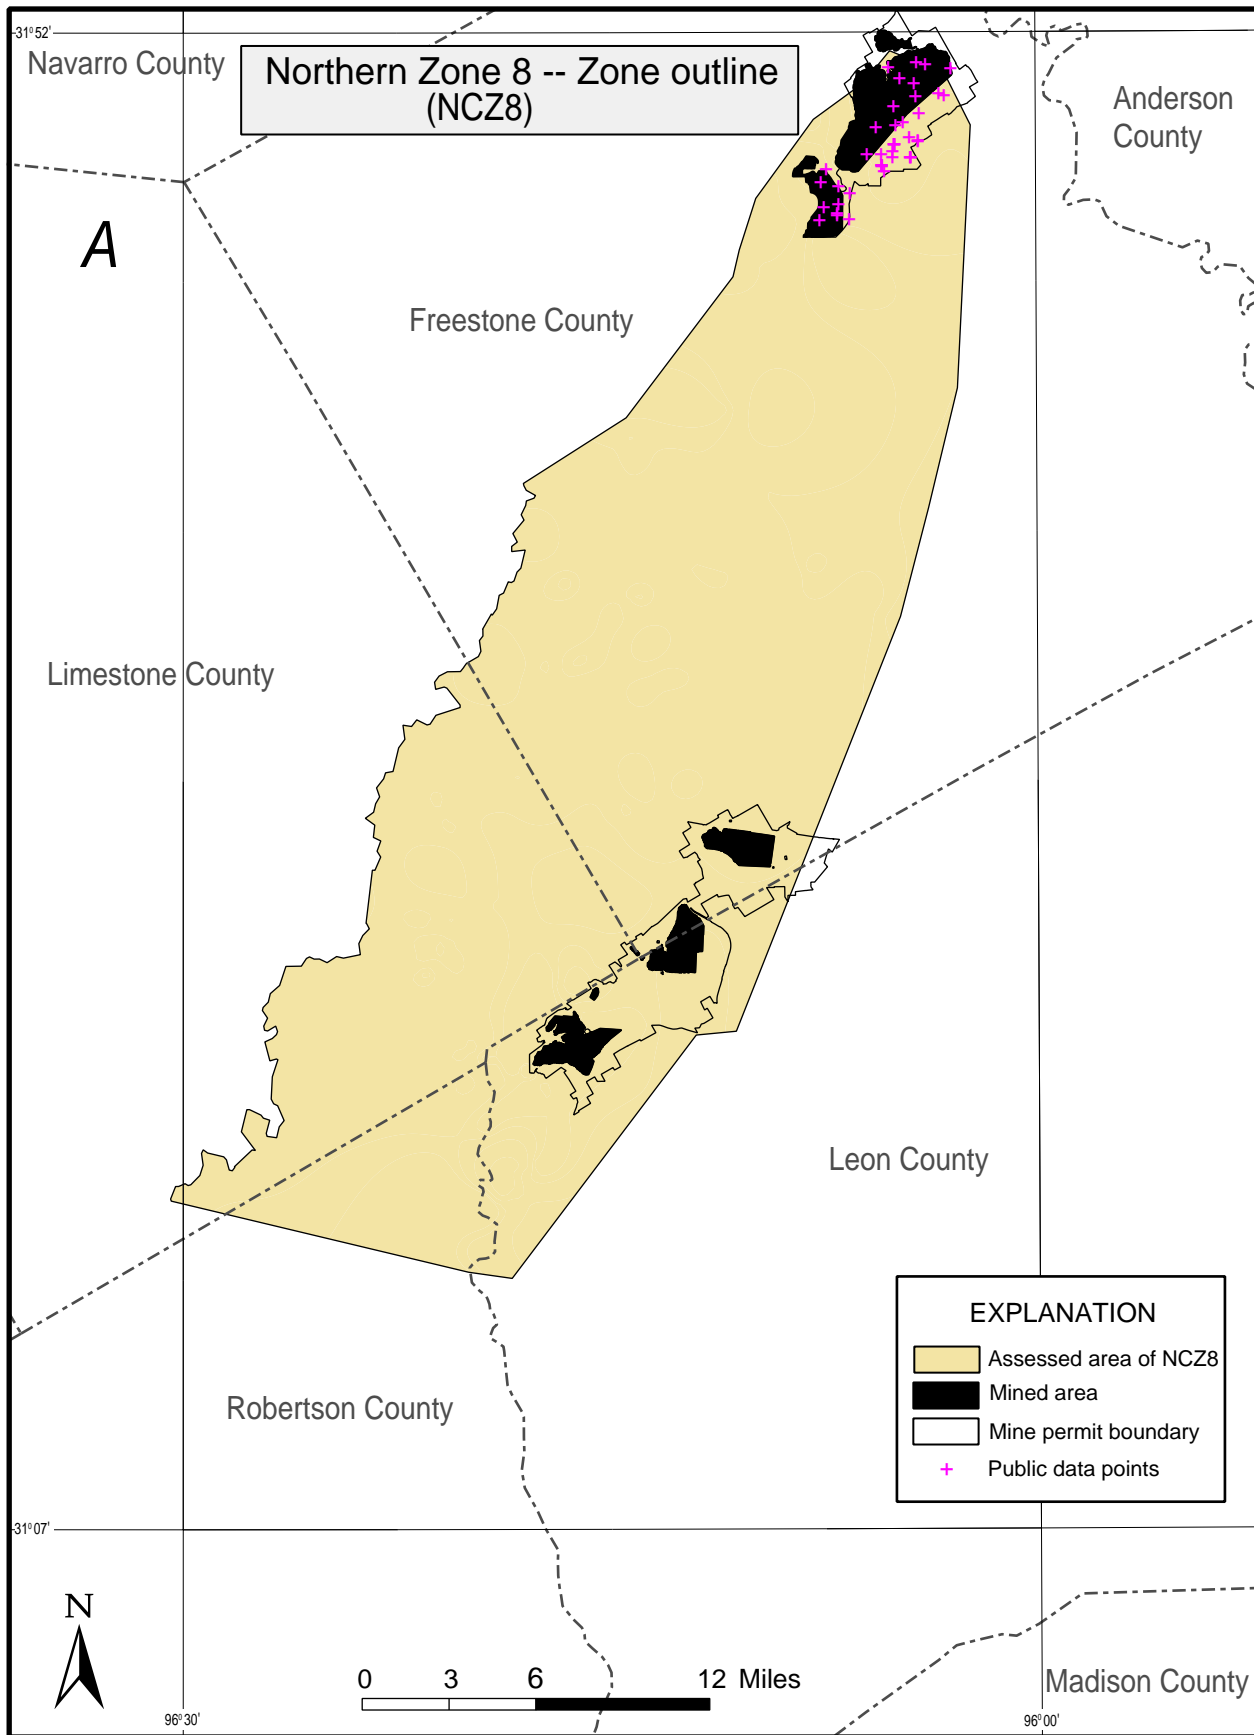 31°52'
Navarro County
Northern Zone 8 -- Zone outline
(NCZ8)
Anderson
County
A
Freestone County
Limestone County
Leon County
EXPLANATION
Assessed area of NCZ8
Mined area
Mine permit boundary
Public data points
Robertson County
31°07'
N
0 3 6 12 Miles
Madison County
96°30' 96°00'